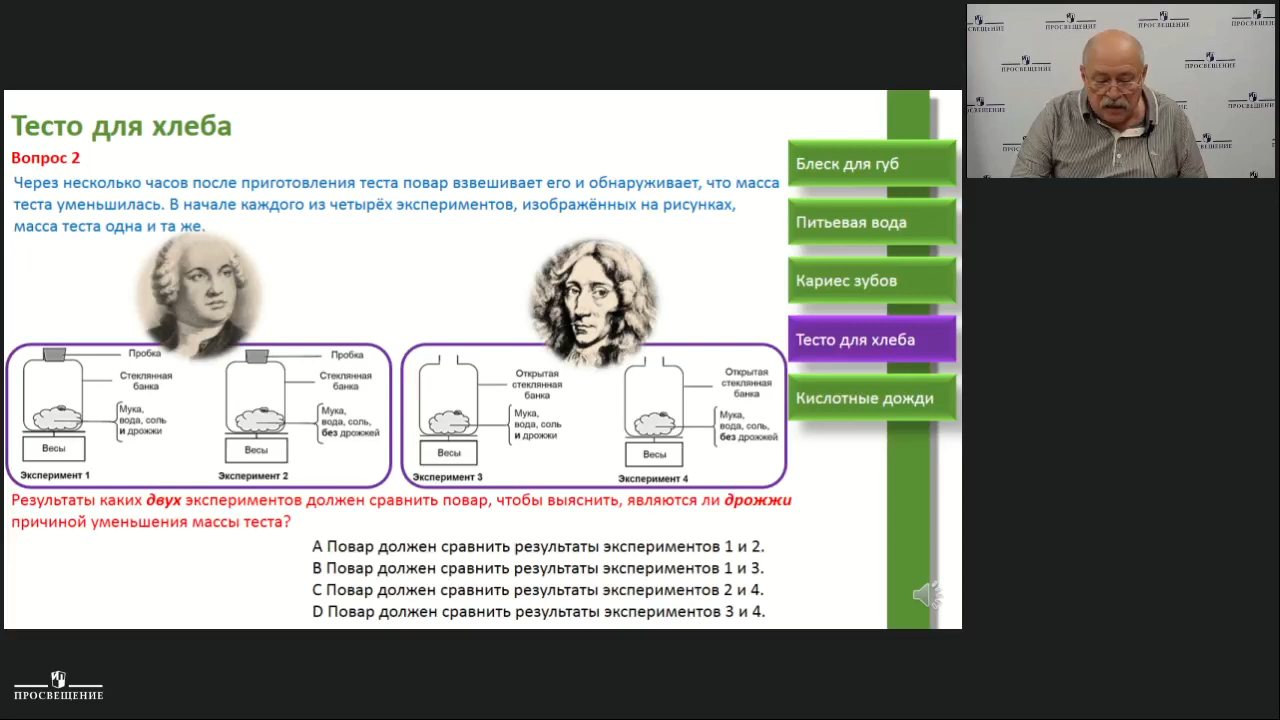 Тесто для хлеба
Вопрос 2
Через несколько часов после приготовления теста повар взвешивает его и обнаруживает, что масса
теста уменьшилась. В начале каждого из четырёх экспериментов, изображённых на рисунках,
масса теста одна и та же.
Пробка
Стеклянная
банка
Мука,
вода, соль
и дрожжи
Весы
Эксперимент 1
Пробка
Стеклянная
банка
Мука,
вода, соль,
без дрожжей
Весы
Эксперимент 2
Открытая
стеклянная
банка
Мука,
вода, соль
и дрожжи
Весы
Эксперимент 3
Открытая
стеклянная
банка
Мука,
вода, соль,
без дрожжей
Весы
Эксперимент 4
Результаты каких двух экспериментов должен сравнить повар, чтобы выяснить, являются ли дрожжи
причиной уменьшения массы теста?
А Повар должен сравнить результаты экспериментов 1 и 2.
В Повар должен сравнить результаты экспериментов 1 и 3.
С Повар должен сравнить результаты экспериментов 2 и 4.
D Повар должен сравнить результаты экспериментов 3 и 4.
Блеск для губ
Питьевая вода
Кариес зубов
Тесто для хлеба
Кислотные дожди
ПРОСВЕЩЕНИЕ
ПРОСВЕЩЕНИЕ
ПРОСВЕЩЕНИЕ
ПРОСВЕЩЕНИЕ
ПРОСВЕЩЕНИЕ
ПРОСВЕЩЕНИЕ